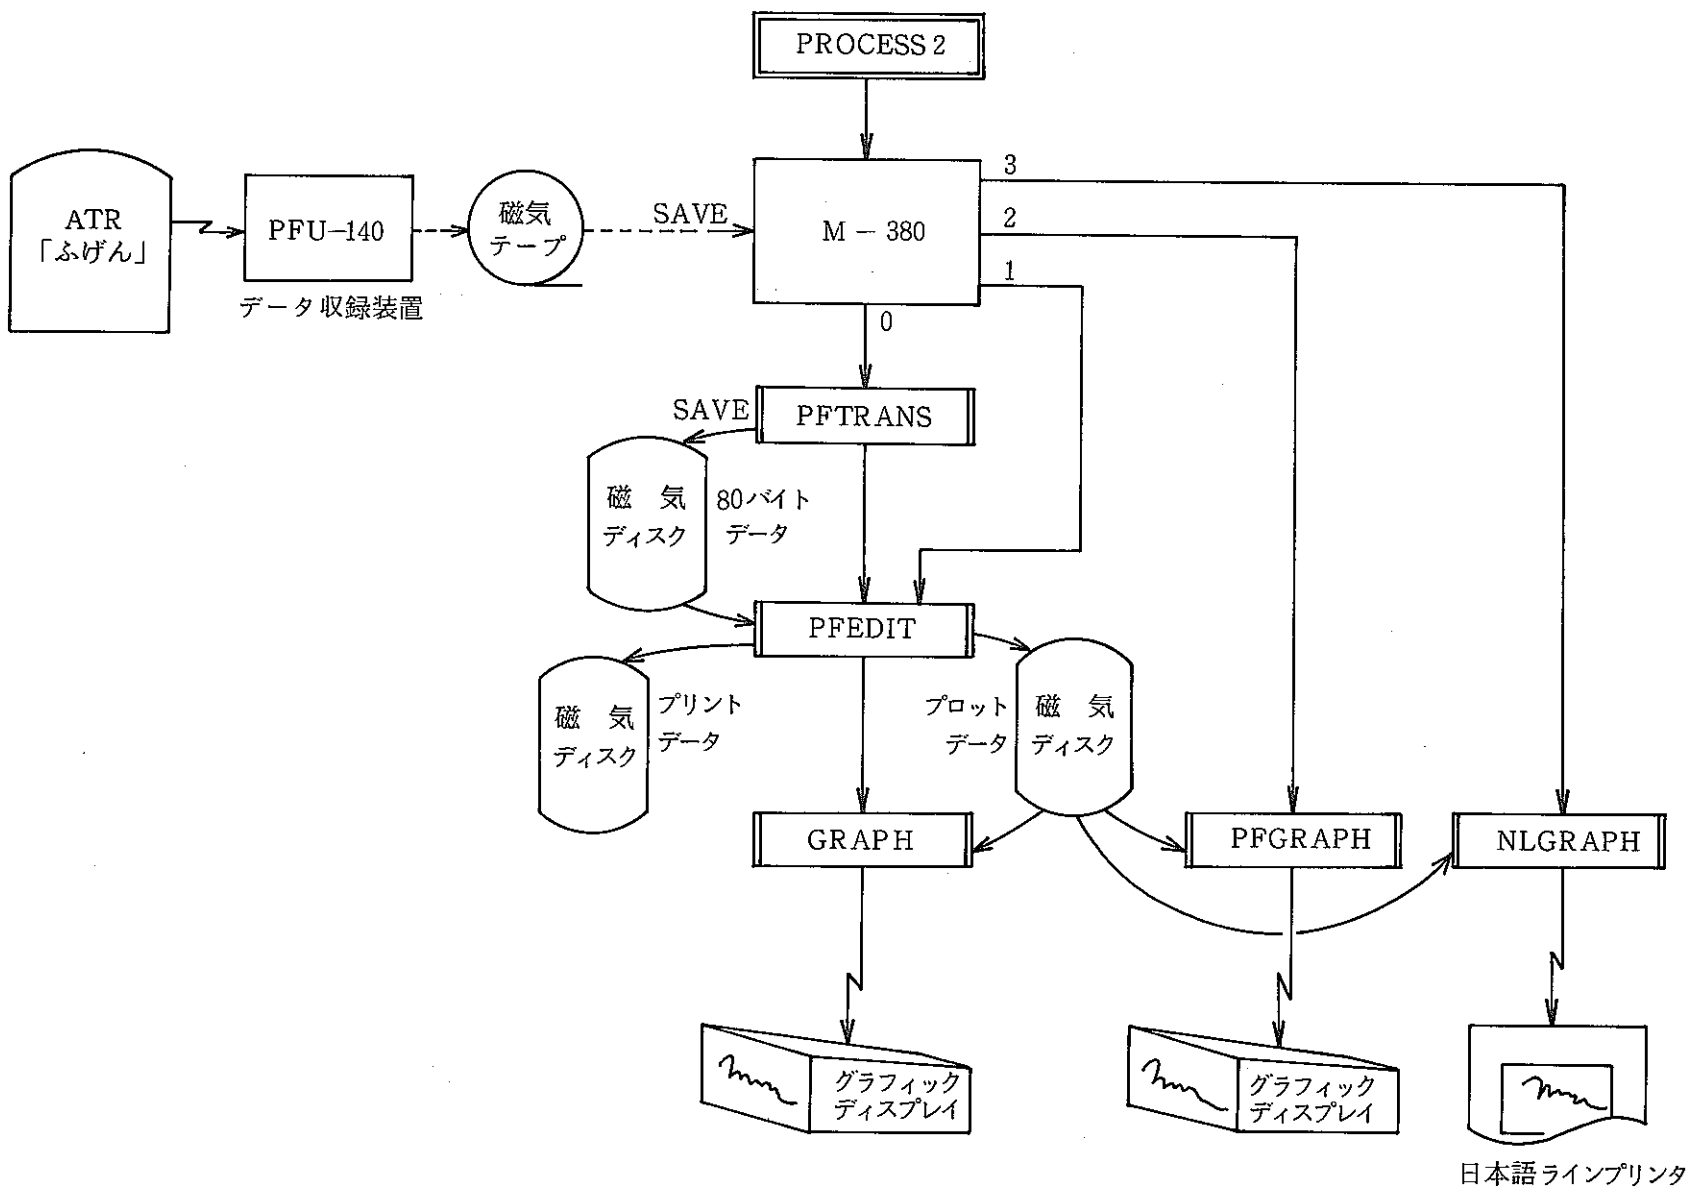 PROCESS 2
3
ATR
「ふげん」
PFU-140
磁気
テープ
SAVE
M - 380
2
1
データ収録装置
0
SAVE
PFTRANS
磁 気
ディスク
80バイト
データ
PFEDIT
磁 気
ディスク
プリント
データ
プロット
データ
磁 気
ディスク
GRAPH
PFGRAPH
NLGRAPH
グラフィック
ディスプレイ
グラフィック
ディスプレイ
日本語ラインプリンタ